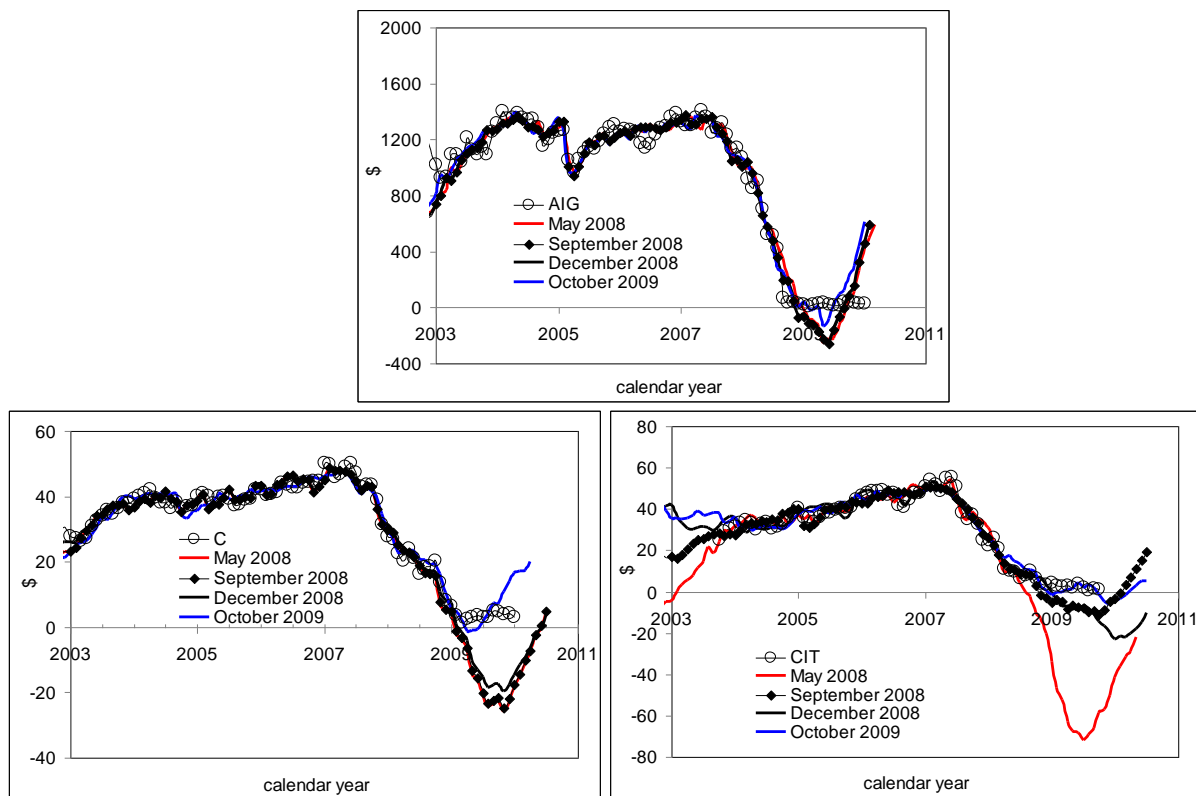 2000
1600
1200
800
400
0
-400
$
AIG
May 2008
September 2008
December 2008
October 2009
2003 2005 2007 2009 2011
calendar year
60
40
20
0
-20
-40
$
C
May 2008
September 2008
December 2008
October 2009
2003 2005 2007 2009 2011
calendar year
80
60
40
20
0
-20
-40
-60
-80
$
CIT
May 2008
September 2008
December 2008
October 2009
2003 2005 2007 2009 2011
calendar year